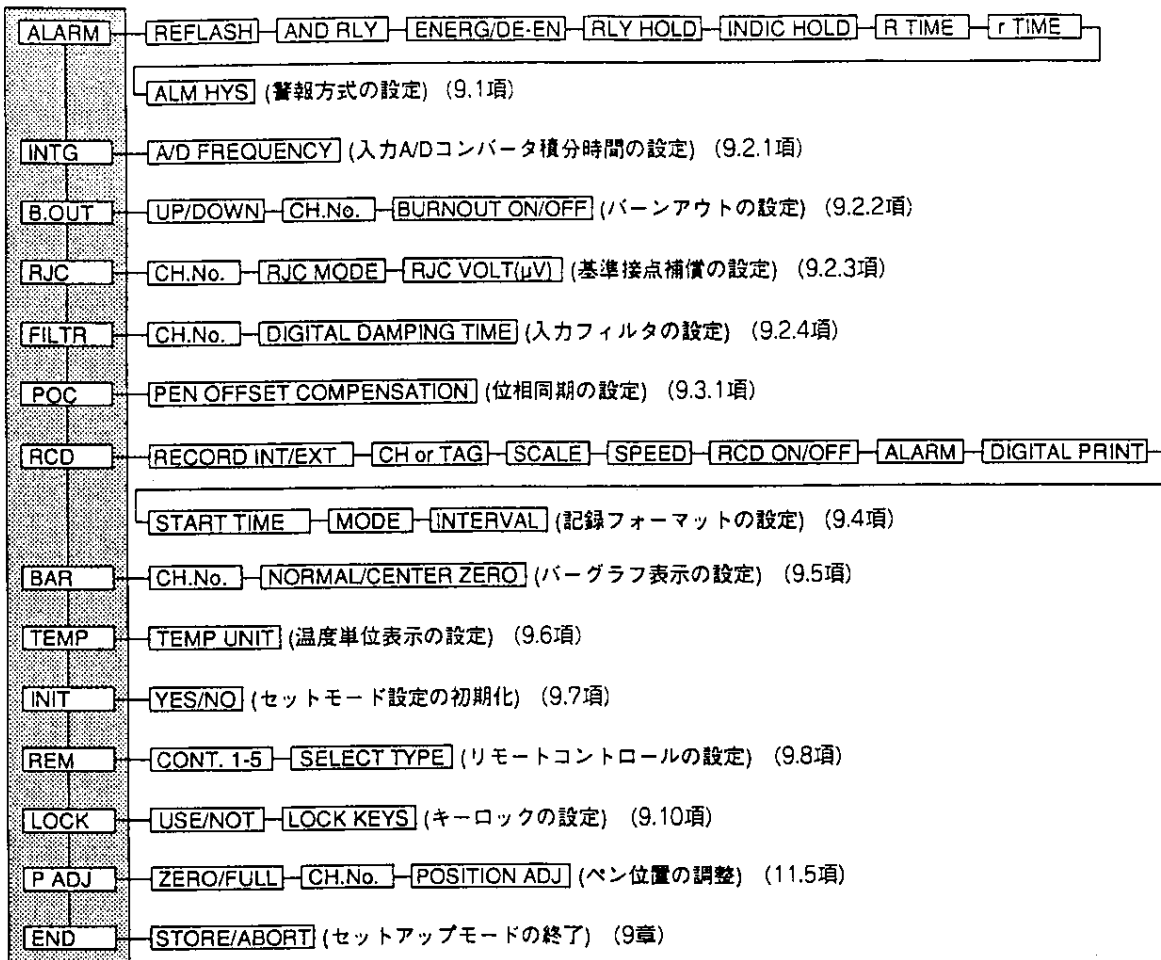 ALARM REFLASH AND RLY ENERG/DE-EN RLY HOLD INDIC HOLD R TIME r TIME
ALM HYS (警報方式の設定) (9.1項)
INTG A/D FREQUENCY (入力A/Dコンバータ積分時間の設定) (9.2.1項)
B.OUT UP/DOWN CH.No. BURNOUT ON/OFF (バーンアウトの設定) (9.2.2項)
RJC CH.No. RJC MODE RJC VOLT(μV) (基準接点補償の設定) (9.2.3項)
FILTR CH.No. DIGITAL DAMPING TIME (入力フィルタの設定) (9.2.4項)
POC PEN OFFSET COMPENSATION (位相同期の設定) (9.3.1項)
RCD RECORD INT/EXT CH or TAG SCALE SPEED RCD ON/OFF ALARM DIGITAL PRINT
START TIME MODE INTERVAL (記録フォーマットの設定) (9.4項)
BAR CH.No. NORMAL/CENTER ZERO (バーグラフ表示の設定) (9.5項)
TEMP TEMP UNIT (温度単位表示の設定) (9.6項)
INIT YES/NO (セットモード設定の初期化) (9.7項)
REM CONT. 1-5 SELECT TYPE (リモートコントロールの設定) (9.8項)
LOCK USE/NOT LOCK KEYS (キーロックの設定) (9.10項)
P ADJ ZERO/FULL CH.No. POSITION ADJ (ペン位置の調整) (11.5項)
END STORE/ABORT (セットアップモードの終了) (9章)